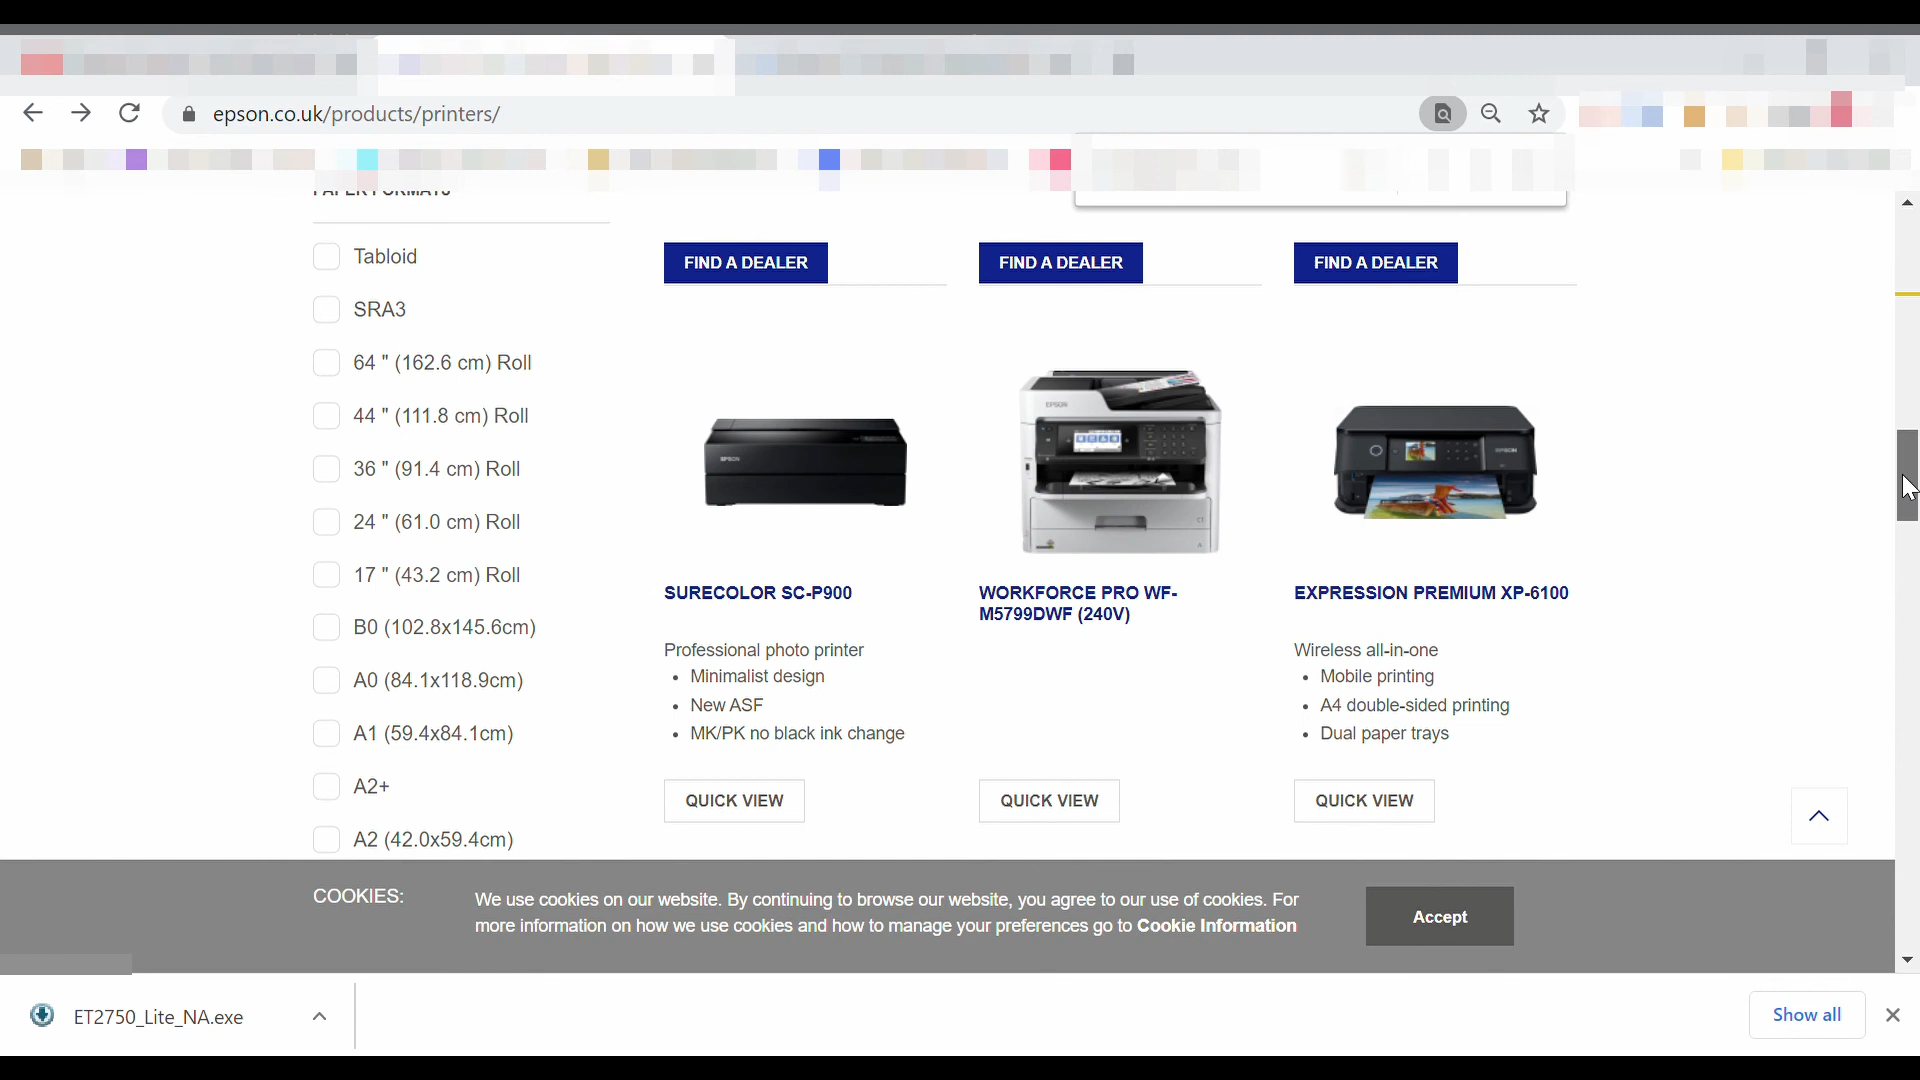 epson.co.uk/products/printers/
PAPER FORMATS
Tabloid
SRA3
64 " (162.6 cm) Roll
44 " (111.8 cm) Roll
36 " (91.4 cm) Roll
24 " (61.0 cm) Roll
17 " (43.2 cm) Roll
B0 (102.8x145.6cm)
A0 (84.1x118.9cm)
A1 (59.4x84.1cm)
A2+
A2 (42.0x59.4cm)
FIND A DEALER
FIND A DEALER
FIND A DEALER
EPSON
SURECOLOR SC-P900
Professional photo printer
• Minimalist design
• New ASF
• MK/PK no black ink change
QUICK VIEW
EPSON
WORKFORCE PRO WF-
M5799DWF (240V)
QUICK VIEW
EPSON
EXPRESSION PREMIUM XP-6100
Wireless all-in-one
• Mobile printing
• A4 double-sided printing
• Dual paper trays
QUICK VIEW
COOKIES:
We use cookies on our website. By continuing to browse our website, you agree to our use of cookies. For
more information on how we use cookies and how to manage your preferences go to Cookie Information
Accept
ET2750_Lite_NA.exe
Show all